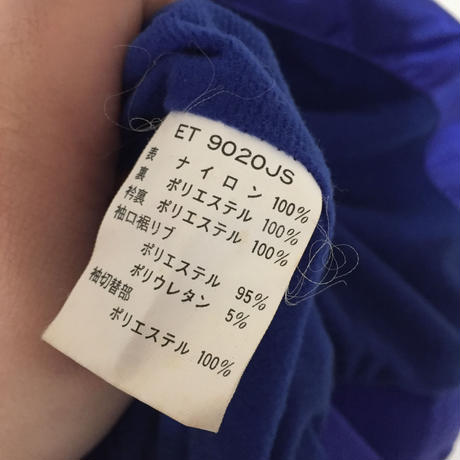 ET 9020JS
表 ナイロン 100%
裏 ポリエステル 100%
衿裏 ポリエステル 100%
袖口裾リブ
ポリエステル 95%
ポリウレタン 5%
袖切替部
ポリエステル 100%